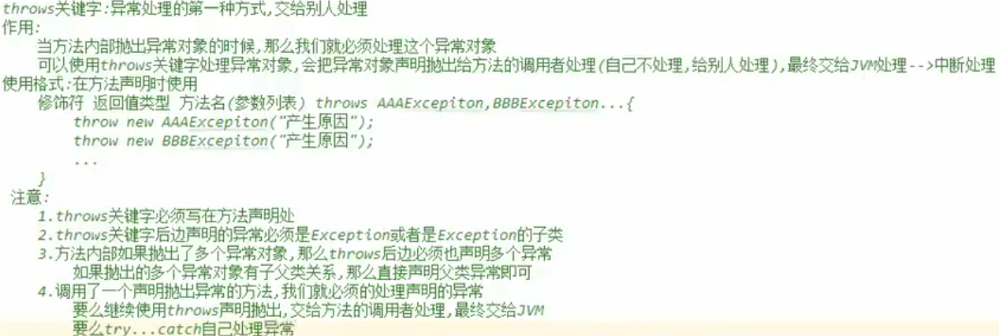 throws关键字:异常处理的第一种方式,交给别人处理
作用:
当方法内部抛出异常对象的时候,那么我们就必须处理这个异常对象
可以使用throws关键字处理异常对象,会把异常对象声明抛出给方法的调用者处理(自己不处理,给别人处理),最终交给JVM处理-->中断处理
使用格式:在方法声明时使用
修饰符 返回值类型 方法名(参数列表) throws AAAExcepiton,BBBExcepiton...{
throw new AAAExcepiton("产生原因");
throw new BBBExcepiton("产生原因");
...
}
注意:
1.throws关键字必须写在方法声明处
2.throws关键字后边声明的异常必须是Exception或者是Exception的子类
3.方法内部如果抛出了多个异常对象,那么throws后边必须也声明多个异常
如果抛出的多个异常对象有子父类关系,那么直接声明父类异常即可
4.调用了一个声明抛出异常的方法,我们就必须的处理声明的异常
要么继续使用throws声明抛出,交给方法的调用者处理,最终交给JVM
要么try...catch自己处理异常